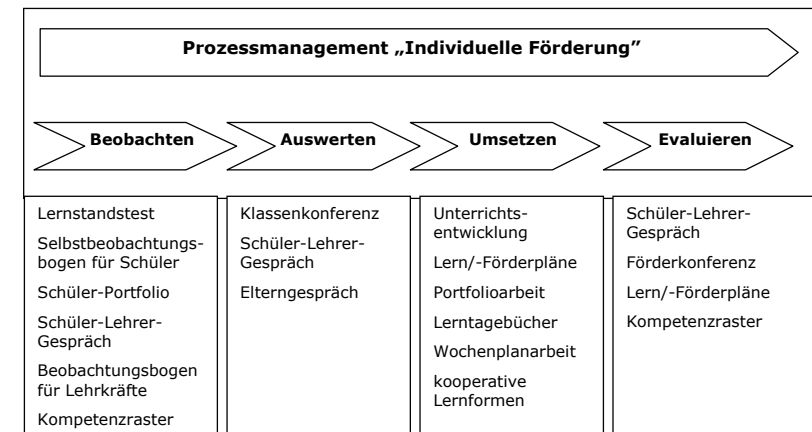 Prozessmanagement „Individuelle Förderung”
Beobachten
Auswerten
Umsetzen
Evaluieren
Lernstandstest
Selbstbeobachtungs-
bogen für Schüler
Schüler-Portfolio
Schüler-Lehrer-
Gespräch
Beobachtungsbogen
für Lehrkräfte
Kompetenzraster
Klassenkonferenz
Schüler-Lehrer-
Gespräch
Elterngespräch
Unterrichts-
entwicklung
Lern/-Förderpläne
Portfolioarbeit
Lerntagebücher
Wochenplanarbeit
kooperative
Lernformen
Schüler-Lehrer-
Gespräch
Förderkonferenz
Lern/-Förderpläne
Kompetenzraster